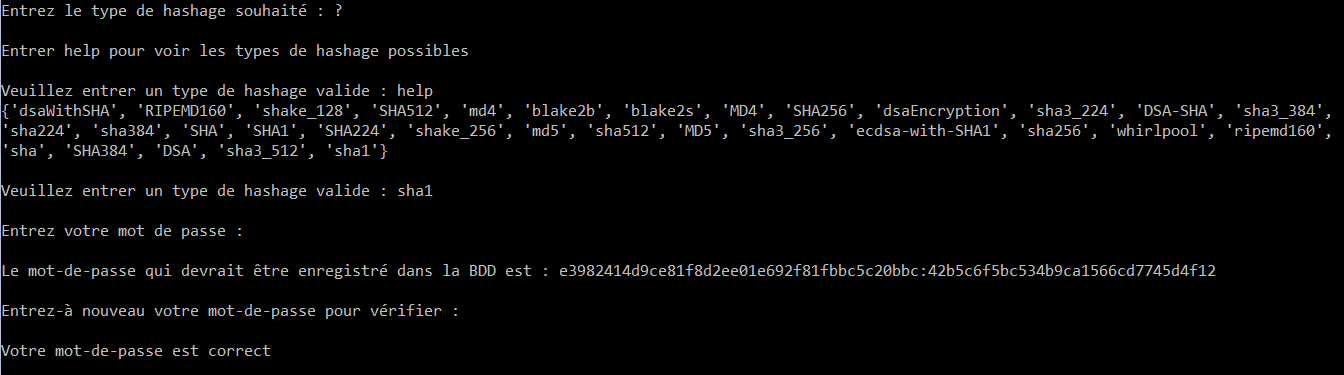 Entrez le type de hashage souhaité : ?
Entrer help pour voir les types de hashage possibles
Veuillez entrer un type de hashage valide : help
{'dsaWithSHA', 'RIPEMD160', 'shake_128', 'SHA512', 'md4', 'blake2b', 'blake2s', 'MD4', 'SHA256', 'dsaEncryption', 'sha3_224', 'DSA-SHA', 'sha3_384',
'sha224', 'sha384', 'SHA', 'SHA1', 'SHA224', 'shake_256', 'md5', 'sha512', 'MD5', 'sha3_256', 'ecdsa-with-SHA1', 'sha256', 'whirlpool', 'ripemd160',
'sha', 'SHA384', 'DSA', 'sha3_512', 'sha1'}
Veuillez entrer un type de hashage valide : sha1
Entrez votre mot de passe :
Le mot-de-passe qui devrait être enregistré dans la BDD est : e3982414d9ce81f8d2ee01e692f81fbbc5c20bbc:42b5c6f5bc534b9ca1566cd7745d4f12
Entrez-à nouveau votre mot-de-passe pour vérifier :
Votre mot-de-passe est correct